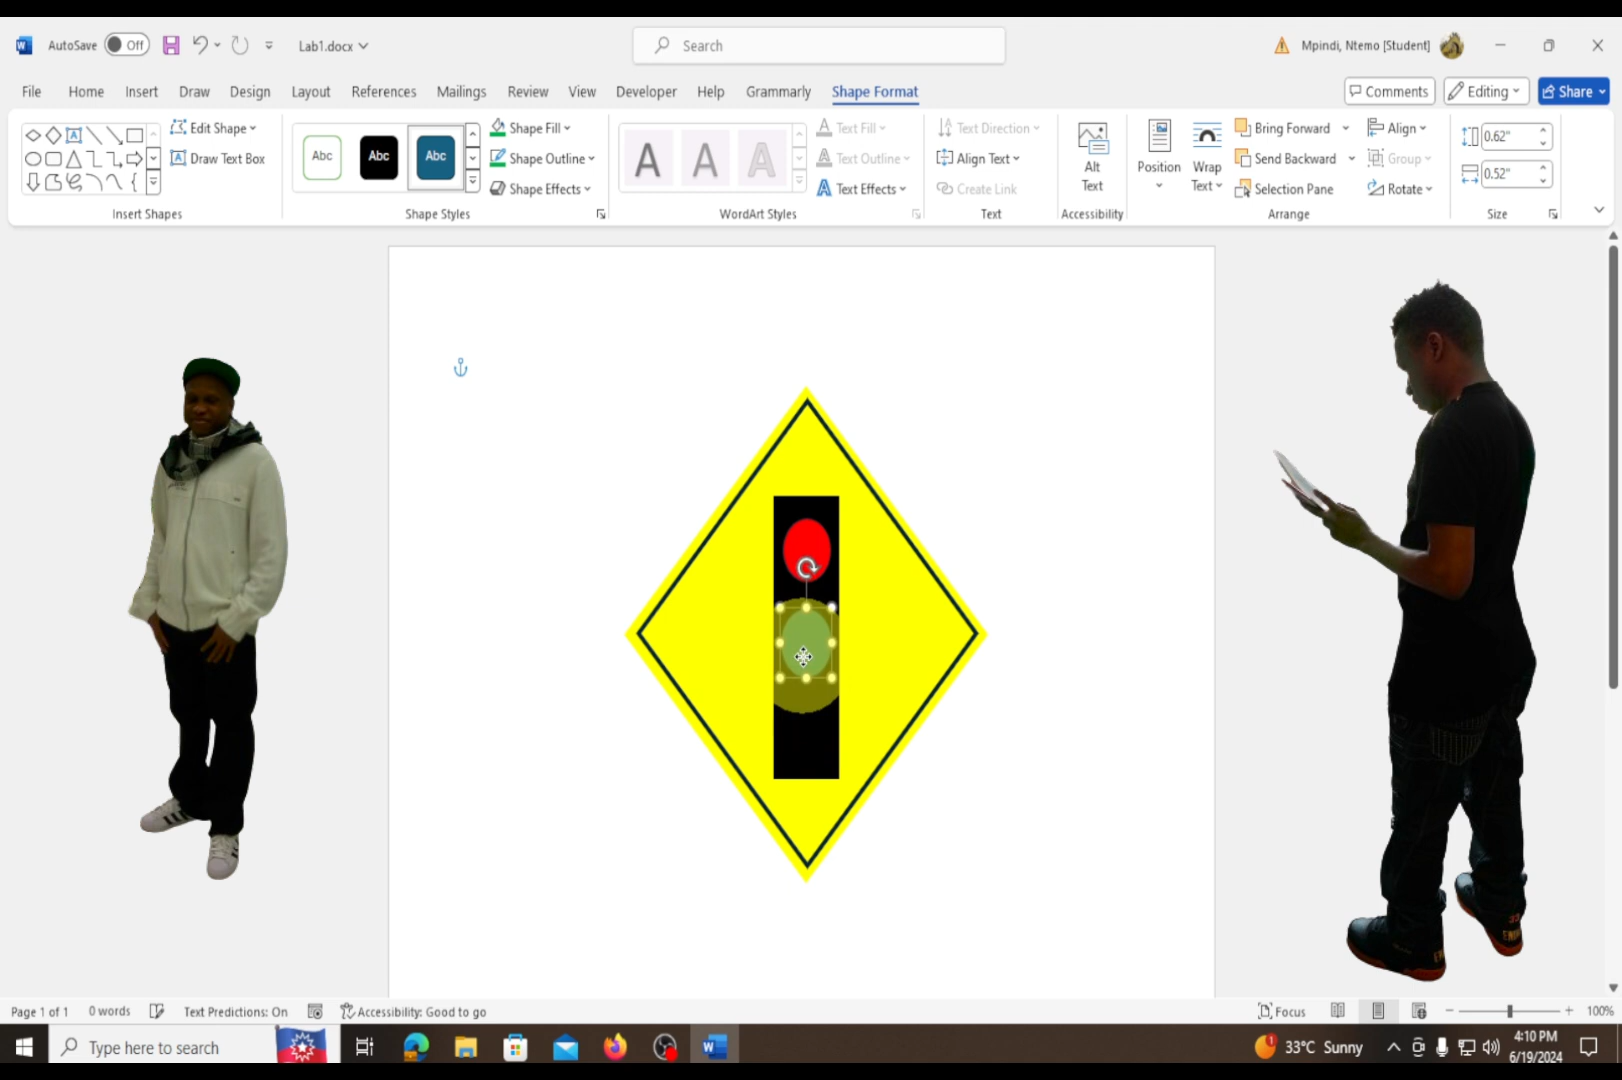 AutoSave Off Lab1.docx Search Mpindi, Ntemo [Student]
File Home Insert Draw Design Layout References Mailings Review View Developer Help Grammarly Shape Format Comments Editing Share
Edit Shape
Draw Text Box
Insert Shapes
Abc Abc Abc
Shape Fill
Shape Outline
Shape Effects
Shape Styles
A A A
Text Fill
Text Outline
Text Effects
WordArt Styles
Text Direction
Align Text
Create Link
Text
Alt
Text
Accessibility
Position
Wrap
Text
Bring Forward
Send Backward
Selection Pane
Align
Group
Rotate
Arrange
0.62"
0.52"
Size
Page 1 of 1 0 words Text Predictions: On Accessibility: Good to go Focus 100%
Type here to search 1 33°C Sunny 4:10 PM
6/19/2024